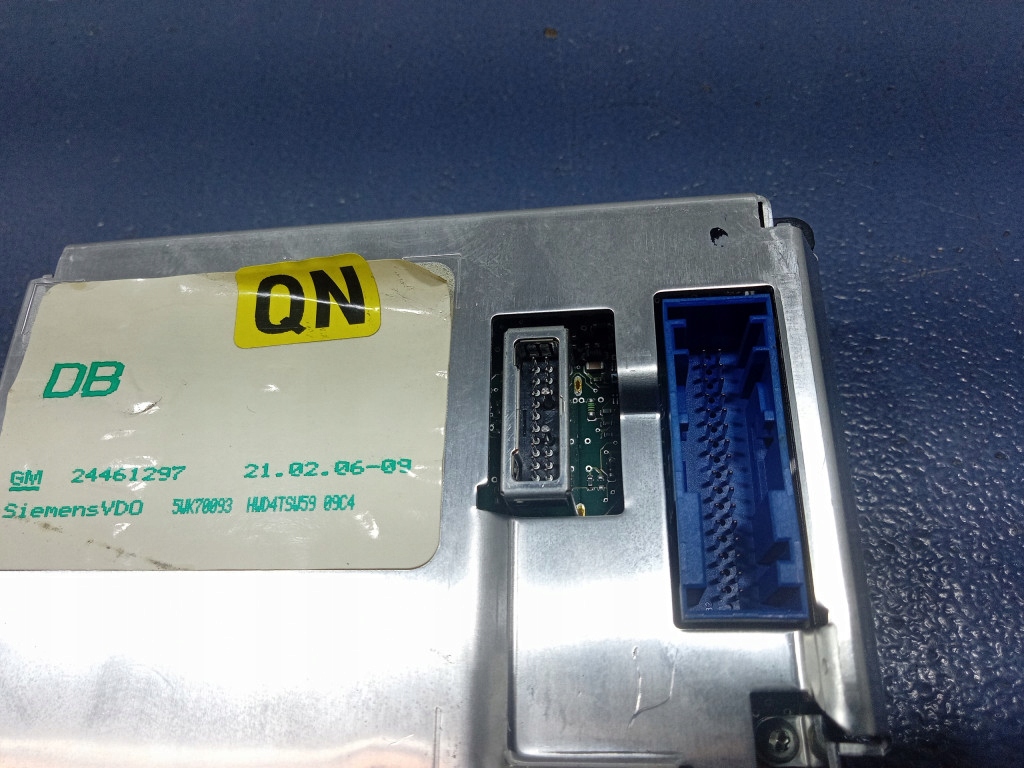 QN
DB
GM 24461297 21.02.06-09
SiemensVDO 5WK70093 HWD4TSW59 09C4